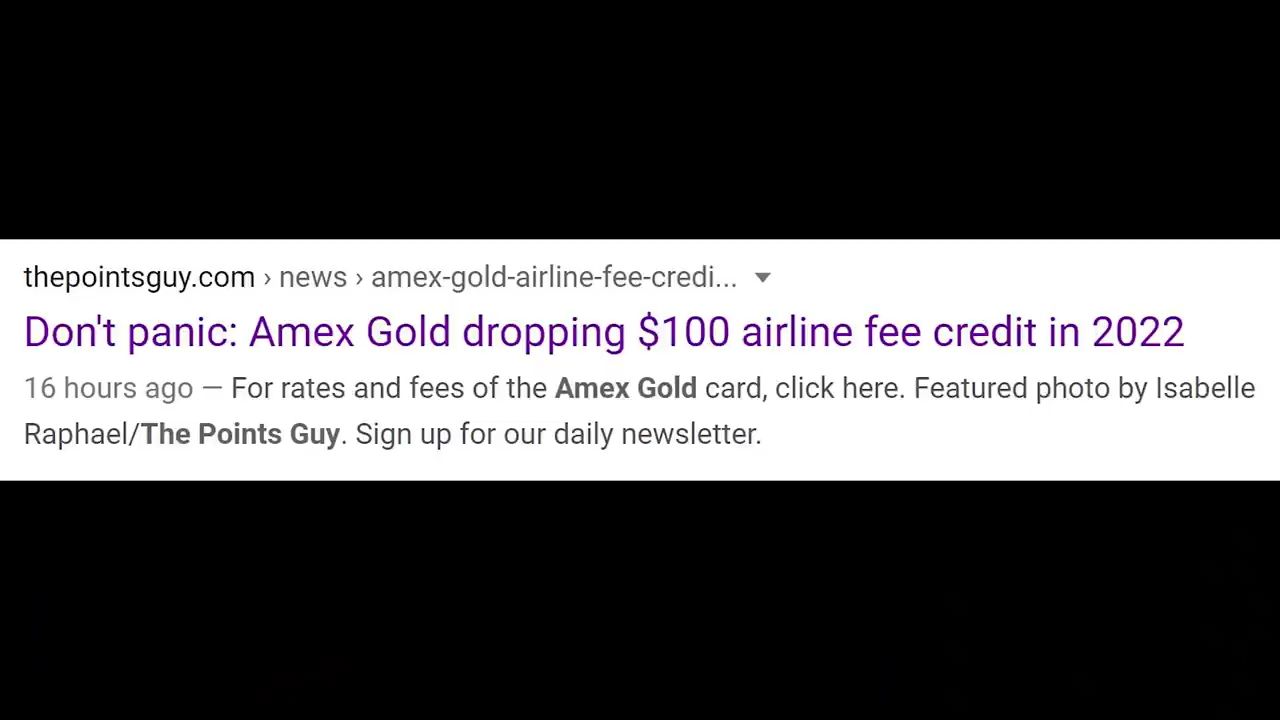 thepointsguy.com › news › amex-gold-airline-fee-credi...
Don't panic: Amex Gold dropping $100 airline fee credit in 2022
16 hours ago — For rates and fees of the Amex Gold card, click here. Featured photo by Isabelle
Raphael/The Points Guy. Sign up for our daily newsletter.